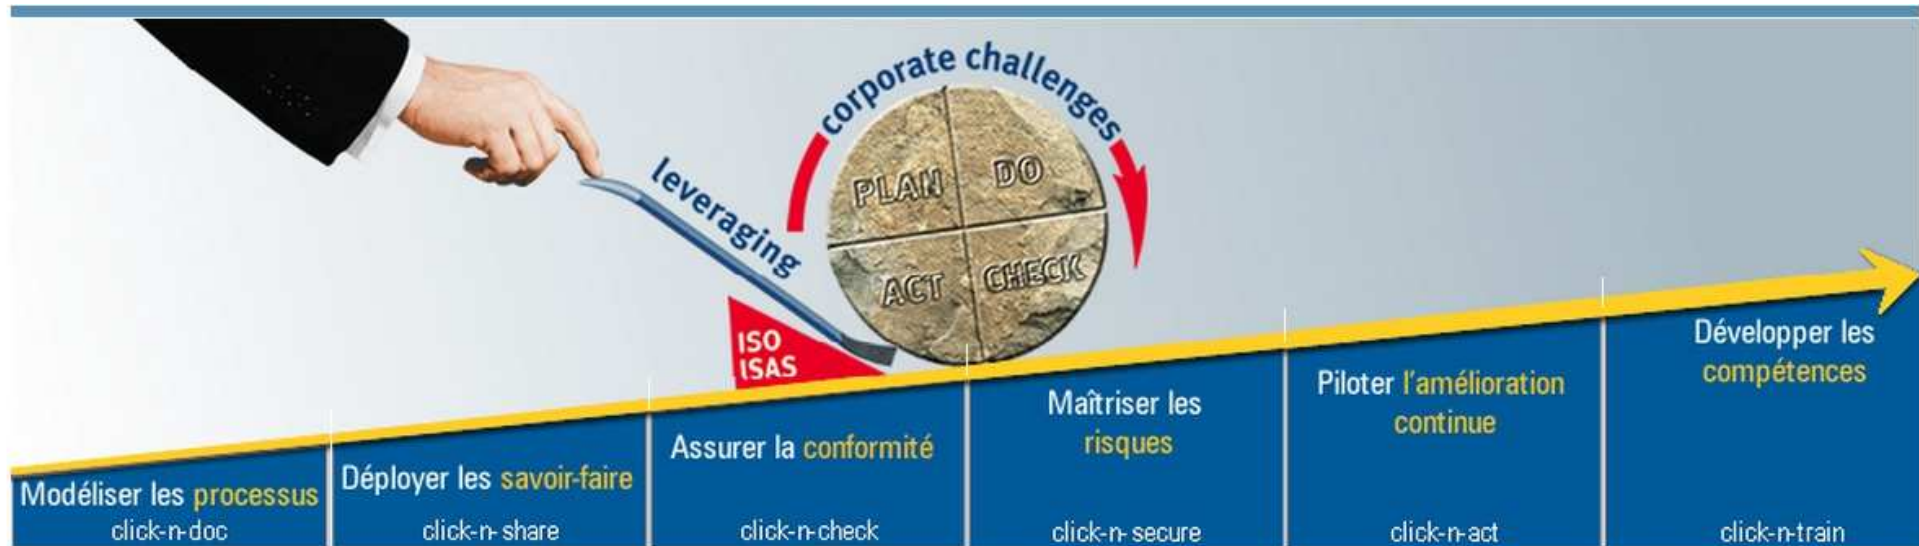 corporate challenges
leveraging
PLAN
DO
ACT
CHECK
ISO
ISAS
Modéliser les processus
click-n-doc
Déployer les savoir-faire
click-n-share
Assurer la conformité
click-n-check
Maîtriser les
risques
click-n-secure
Piloter l'amélioration
continue
click-n-act
Développer les
compétences
click-n-train